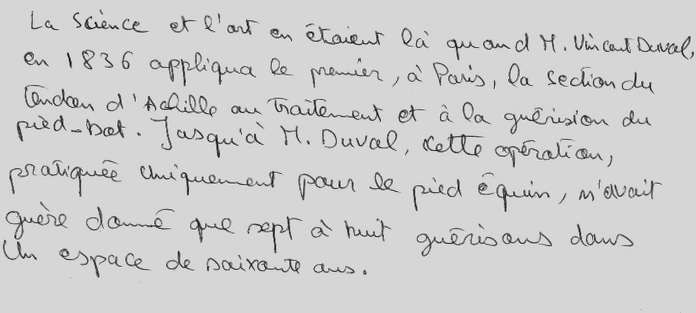 La Science et l'art en étaient là quand M. Vincent Duval,
en 1836 appliqua le premier, à Paris, la section du
tendon d'Achille au traitement et à la guérision du
pied-bot. Jusqu'à M. Duval, cette opération,
pratiquée uniquement pour le pied équin, n'avait
guère donné que sept à huit guérisons dans
un espace de soixante ans.